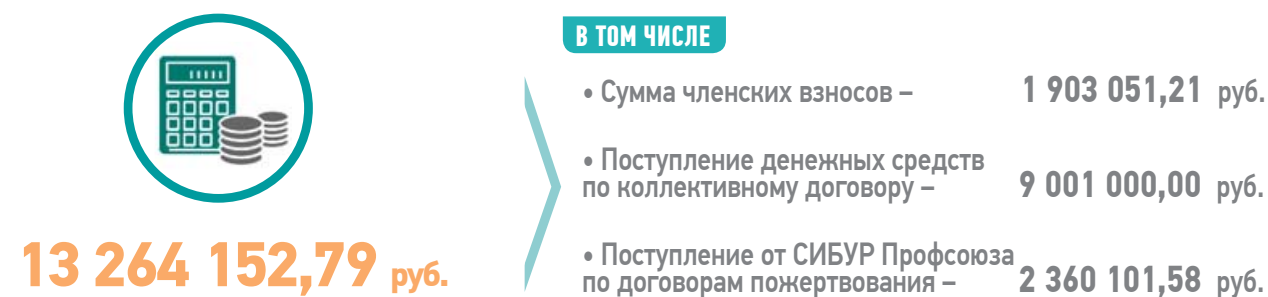 13 264 152,79 руб.
В ТОМ ЧИСЛЕ
• Сумма членских взносов – 1 903 051,21 руб.
• Поступление денежных средств
по коллективному договору – 9 001 000,00 руб.
• Поступление от СИБУР Профсоюза
по договорам пожертвования – 2 360 101,58 руб.